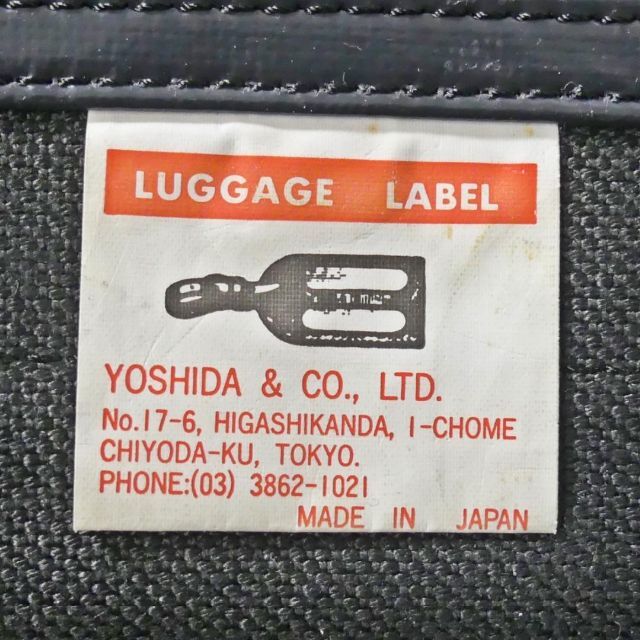 LUGGAGE LABEL
YOSHIDA & CO., LTD.
No.17-6, HIGASHIKANDA, 1-CHOME
CHIYODA-KU, TOKYO.
PHONE:(03) 3862-1021
MADE IN JAPAN